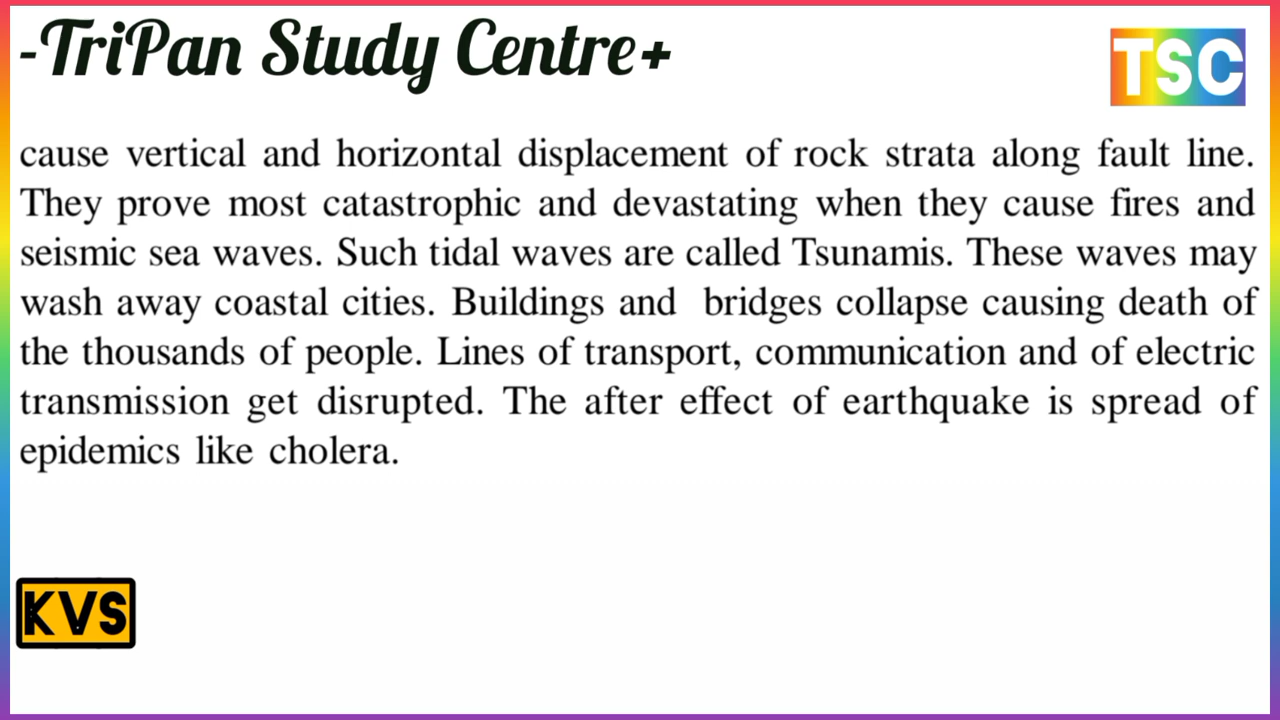 -TriPan Study Centre+
TSC
cause vertical and horizontal displacement of rock strata along fault line.
They prove most catastrophic and devastating when they cause fires and
seismic sea waves. Such tidal waves are called Tsunamis. These waves may
wash away coastal cities. Buildings and bridges collapse causing death of
the thousands of people. Lines of transport, communication and of electric
transmission get disrupted. The after effect of earthquake is spread of
epidemics like cholera.
KVS